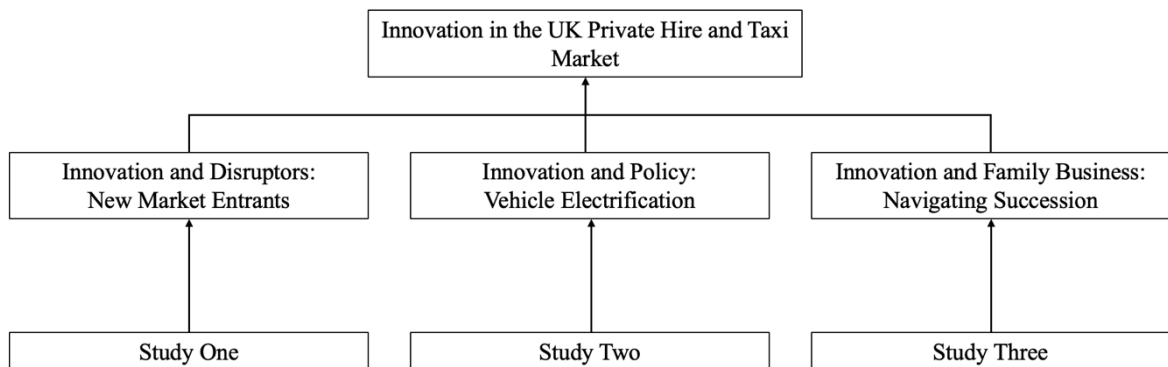 Innovation in the UK Private Hire and Taxi
Market
Innovation and Disruptors:
New Market Entrants
Innovation and Policy:
Vehicle Electrification
Innovation and Family Business:
Navigating Succession
Study One
Study Two
Study Three